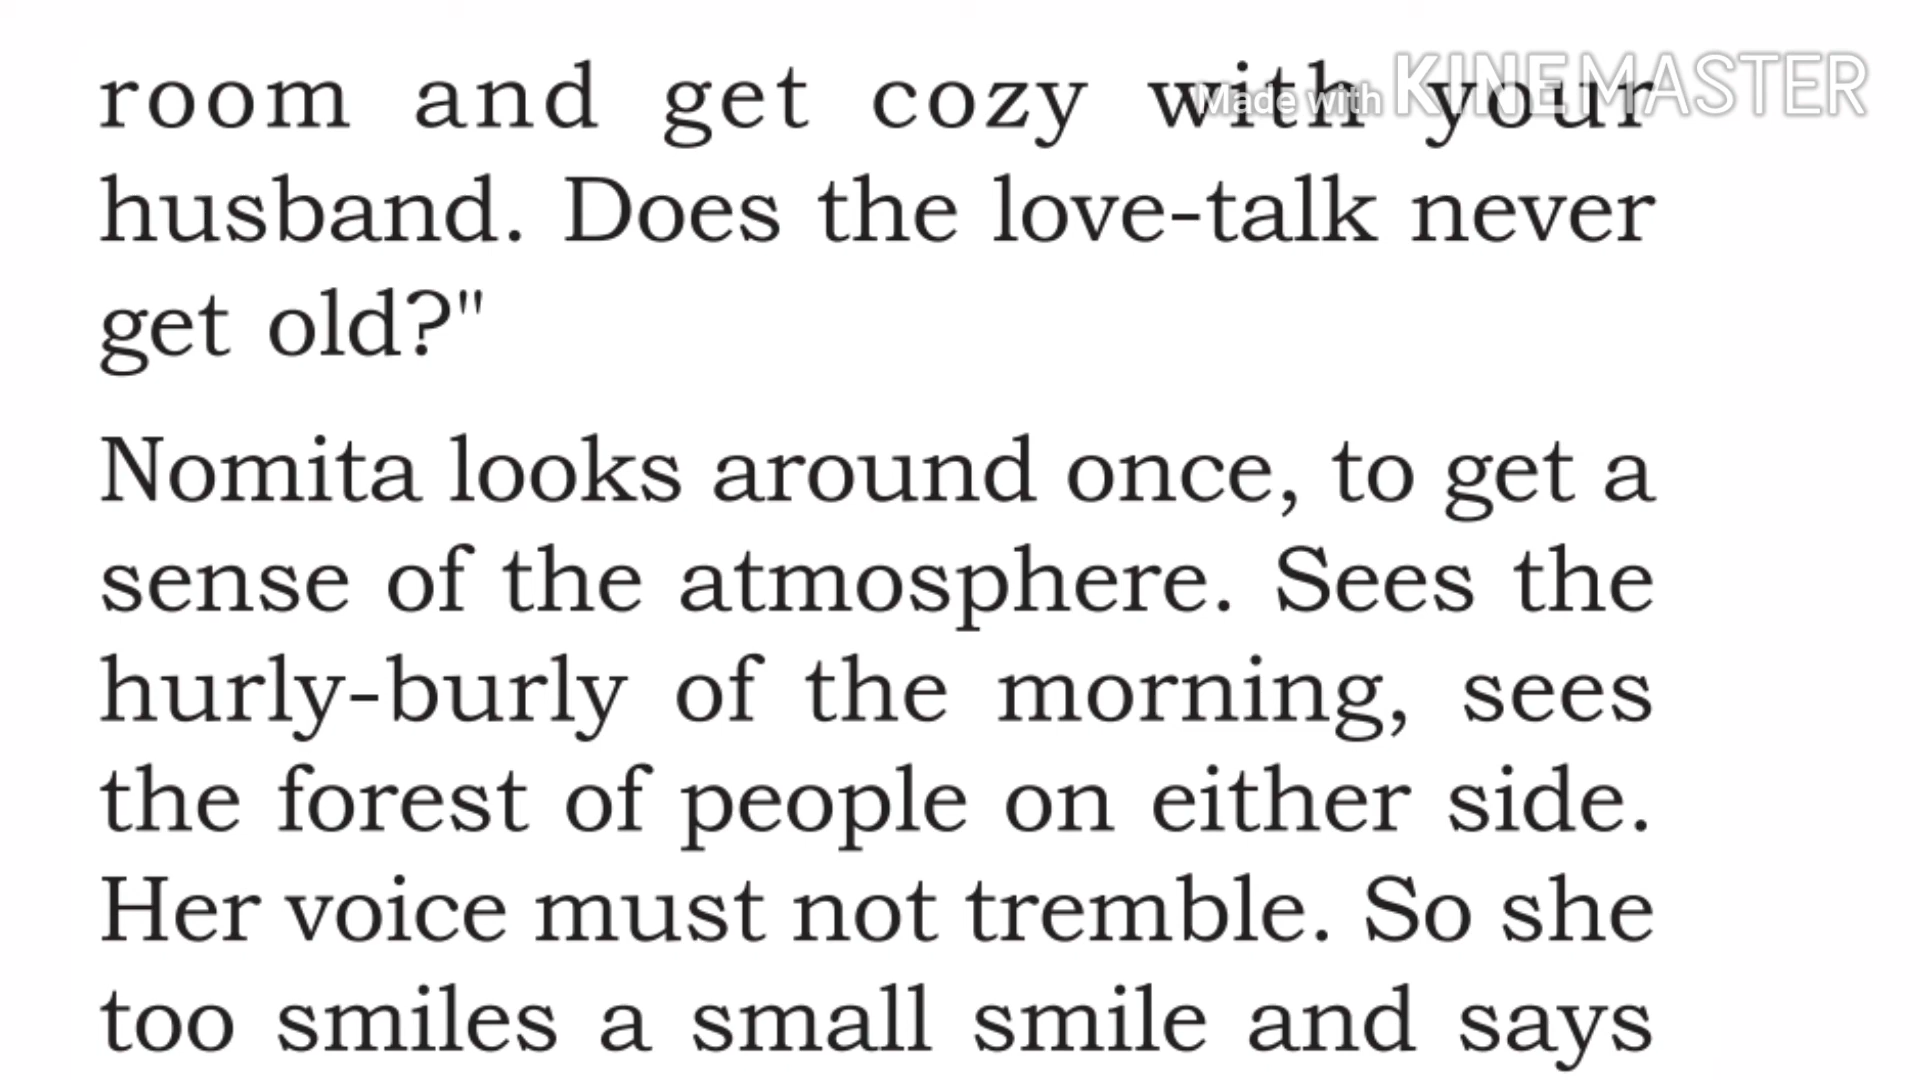 Made with KINEMASTER
room and get cozy with your
husband. Does the love-talk never
get old?"
Nomita looks around once, to get a
sense of the atmosphere. Sees the
hurly-burly of the morning, sees
the forest of people on either side.
Her voice must not tremble. So she
too smiles a small smile and says